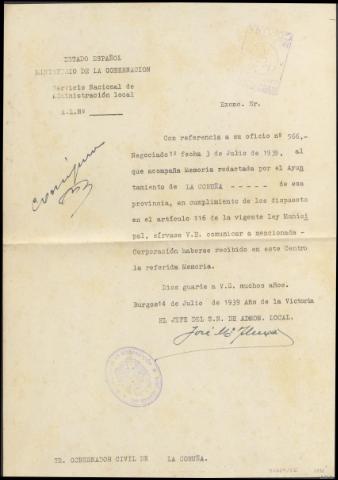 ESTADO ESPAÑOL
MINISTERIO DE LA GOBERNACION
Servicio Nacional de
Administración local
A.L.Nº
Excmo. Sr.
Con referencia a su oficio nº 566,-
Negociado 1º fecha 3 de Julio de 1939, al
que acompaña Memoria redactada por el Ayun
tamiento de LA CORUÑA - - - - - de esa
provincia, en cumplimiento de los dispuesto
en el artículo 116 de la vigente Ley Munici
pal, sírvase V.E. comunicar a mencionada -
Corporación haberse recibido en este Centro
la referida Memoria.
Dios guarde a V.E. muchos años.
Burgos 14 de Julio de 1939 Año de la Victoria
EL JEFE DEL S.N. DE ADMON. LOCAL.
José Mª
SR. GOBERNADOR CIVIL DE LA CORUÑA.